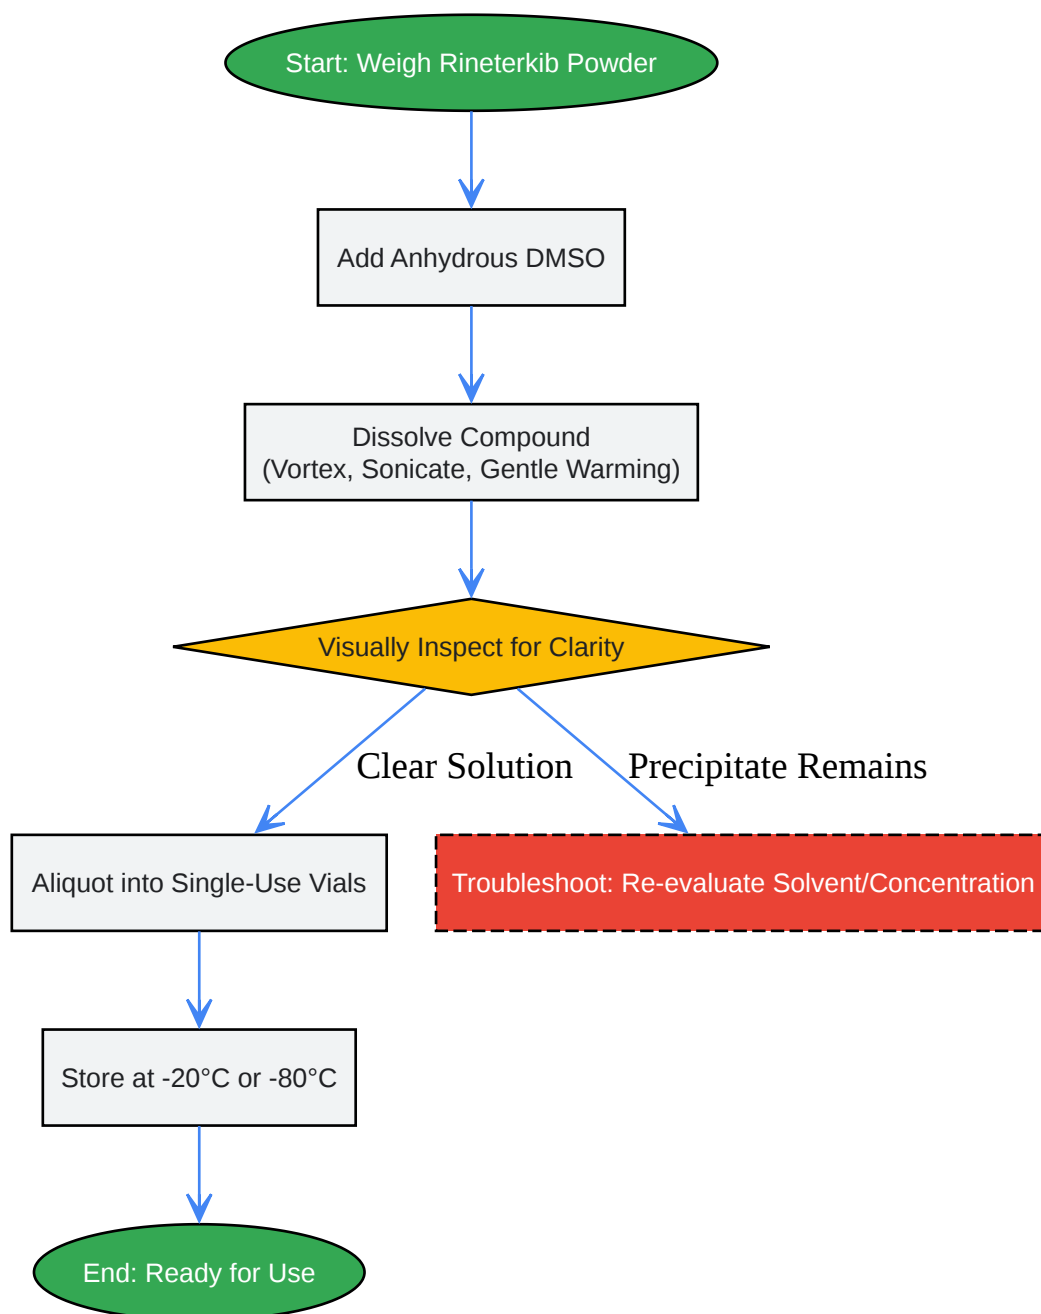 Start: Weigh Rineterkib Powder
Add Anhydrous DMSO
Dissolve Compound
(Vortex, Sonicate, Gentle Warming)
Visually Inspect for Clarity
Clear Solution
Precipitate Remains
Aliquot into Single-Use Vials
Troubleshoot: Re-evaluate Solvent/Concentration
Store at -20°C or -80°C
End: Ready for Use